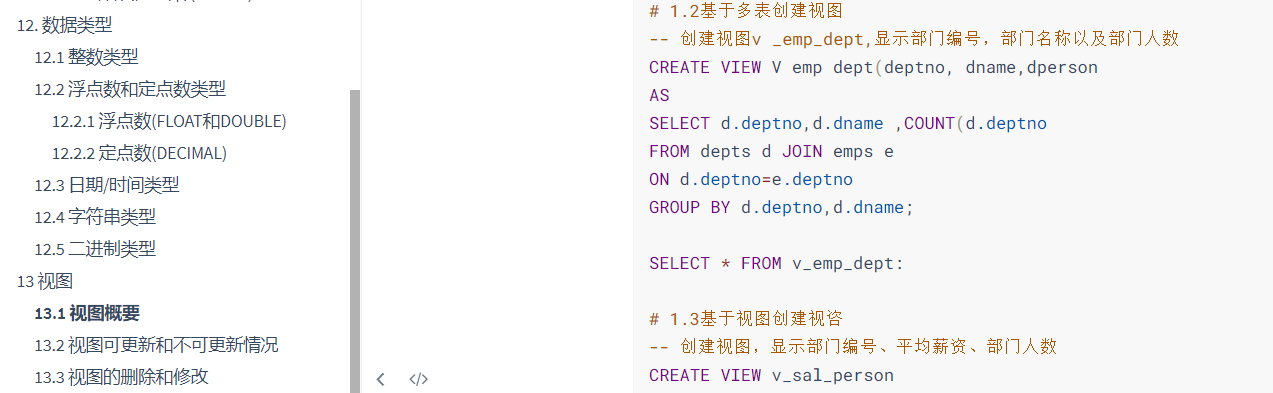 12. 数据类型
12.1 整数类型
12.2 浮点数和定点数类型
12.2.1 浮点数(FLOAT和DOUBLE)
12.2.2 定点数(DECIMAL)
12.3 日期/时间类型
12.4 字符串类型
12.5 二进制类型
13 视图
13.1 视图概要
13.2 视图可更新和不可更新情况
13.3 视图的删除和修改
# 1.2基于多表创建视图
-- 创建视图v _emp_dept,显示部门编号，部门名称以及部门人数
CREATE VIEW V emp dept(deptno, dname,dperson
AS
SELECT d.deptno,d.dname ,COUNT(d.deptno
FROM depts d JOIN emps e
ON d.deptno=e.deptno
GROUP BY d.deptno,d.dname;
SELECT * FROM v_emp_dept:
# 1.3基于视图创建视咨
-- 创建视图，显示部门编号、平均薪资、部门人数
CREATE VIEW v_sal_person